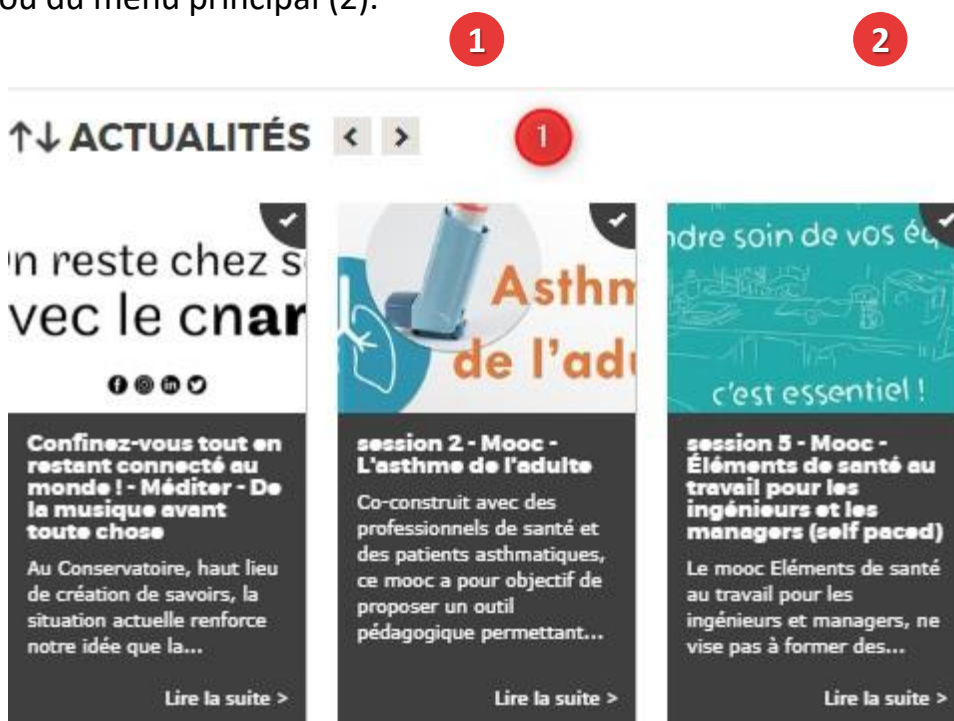 ou du menu principal (2).
1
2
↑↓ ACTUALITÉS < >
1
n reste chez s
vec le cnar
Confinez-vous tout en
restant connecté au
monde ! - Méditer - De
la musique avant
toute chose
Au Conservatoire, haut lieu
de création de savoirs, la
situation actuelle renforce
notre idée que la...
Lire la suite >
Asthm
de l'adu
session 2 - Mooc -
L'asthme de l'adulte
Co-construit avec des
professionnels de santé et
des patients asthmatiques,
ce mooc a pour objectif de
proposer un outil
pédagogique permettant...
Lire la suite >
ndre soin de vos éq
c'est essentiel !
session 5 - Mooc -
Éléments de santé au
travail pour les
ingénieurs et les
managers (self paced)
Le mooc Eléments de santé
au travail pour les
ingénieurs et managers, ne
vise pas à former des...
Lire la suite >